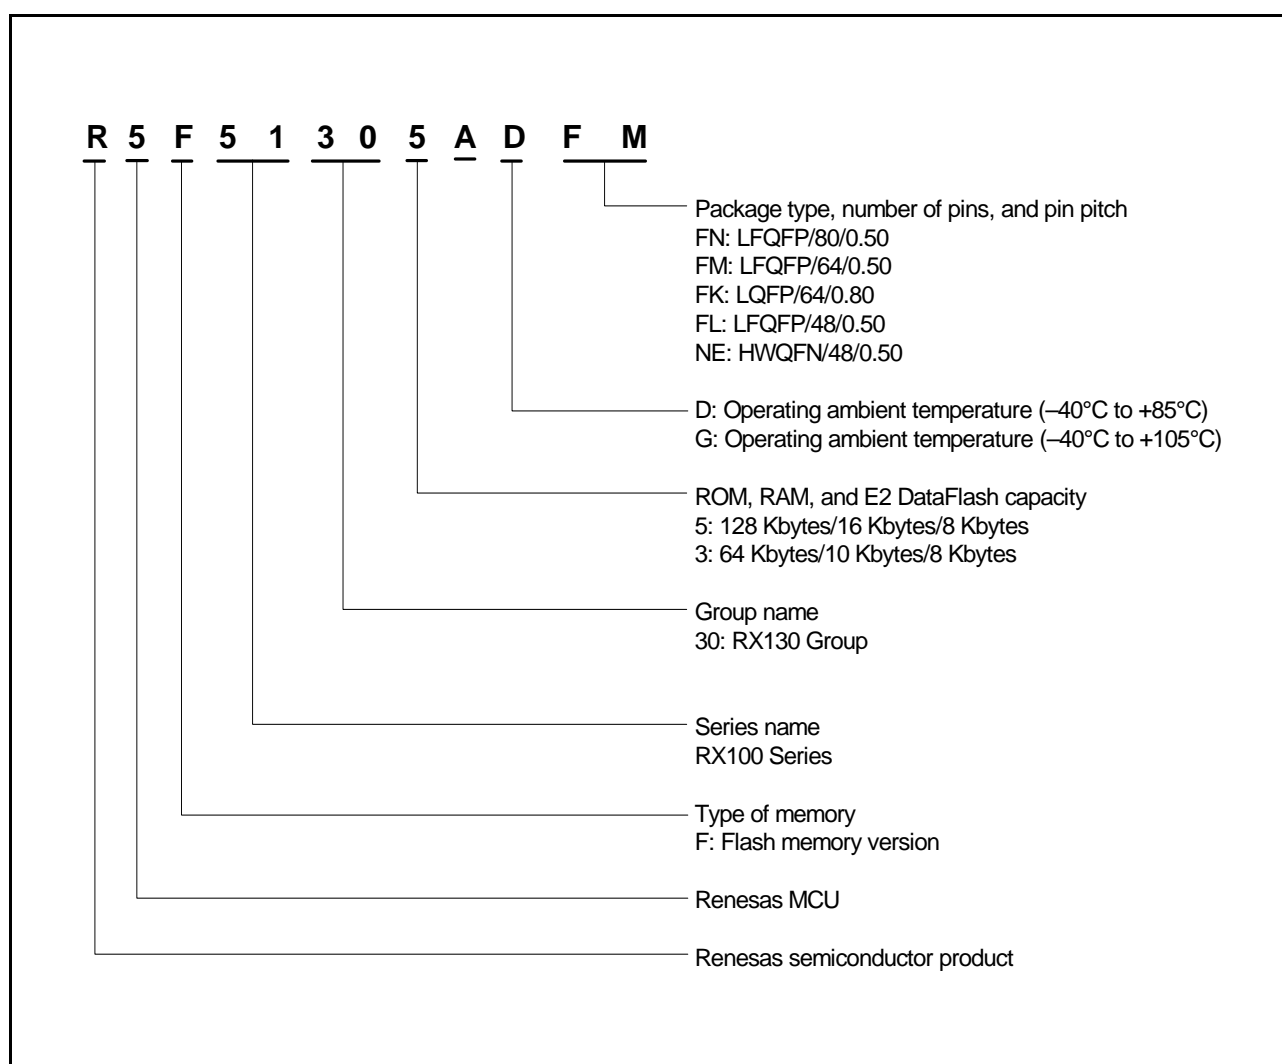 R 5 F 5 1 3 0 5 A D F M
Package type, number of pins, and pin pitch
FN: LFQFP/80/0.50
FM: LFQFP/64/0.50
FK: LQFP/64/0.80
FL: LFQFP/48/0.50
NE: HWQFN/48/0.50
D: Operating ambient temperature (–40°C to +85°C)
G: Operating ambient temperature (–40°C to +105°C)
ROM, RAM, and E2 DataFlash capacity
5: 128 Kbytes/16 Kbytes/8 Kbytes
3: 64 Kbytes/10 Kbytes/8 Kbytes
Group name
30: RX130 Group
Series name
RX100 Series
Type of memory
F: Flash memory version
Renesas MCU
Renesas semiconductor product